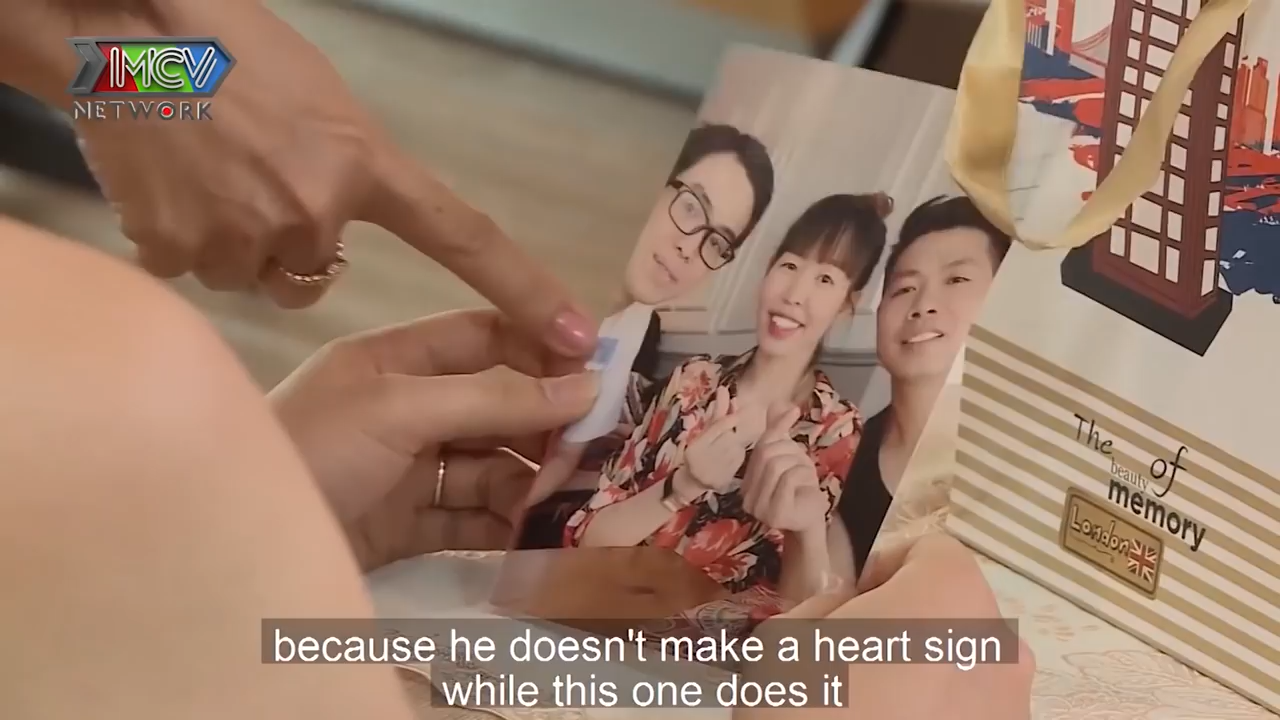 MCV
NETWORK
The
beauty
of
memory
London
because he doesn't make a heart sign
while this one does it